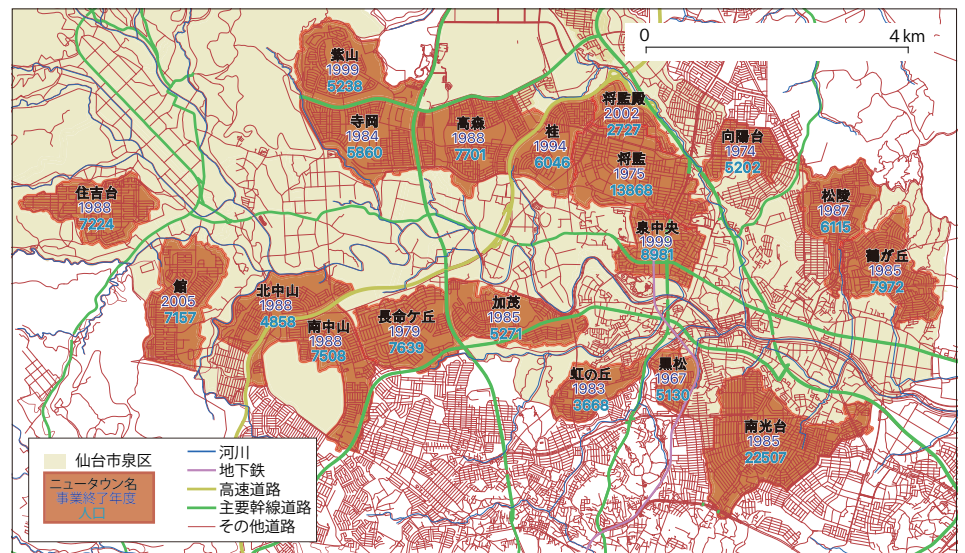 0 4 km
紫山
1999
5238
寺岡
1984
5860
高森
1988
7701
桂
1994
6046
将監殿
2002
2727
将監
1975
13868
向陽台
1974
5202
住吉台
1988
7224
松陵
1987
6115
泉中央
1999
8981
鶴が丘
1985
7972
館
2005
7157
北中山
1988
4858
南中山
1988
7508
長命ケ丘
1979
7639
加茂
1985
5271
虹の丘
1983
3668
黒松
1967
5130
南光台
1985
22507
仙台市泉区
ニュータウン名
事業終了年度
人口
河川
地下鉄
高速道路
主要幹線道路
その他道路